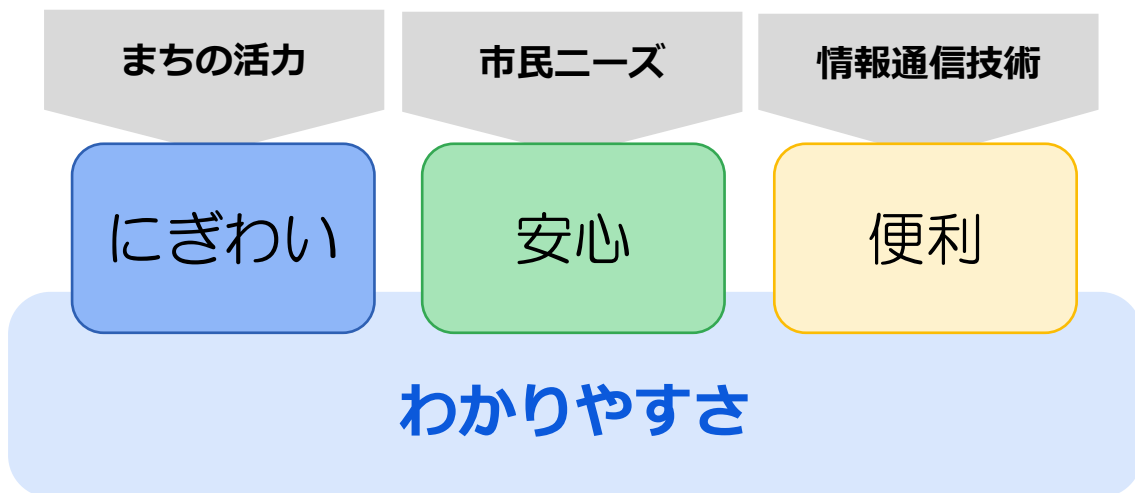 まちの活力
市民ニーズ
情報通信技術
にぎわい
安心
便利
わかりやすさ